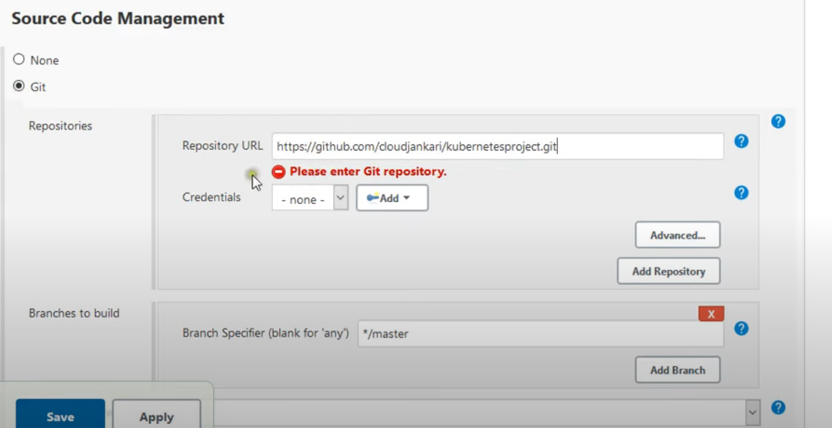 Source Code Management
None
Git
Repositories
Repository URL https://github.com/cloudjankari/kubernetesproject.git ?
?
Please enter Git repository.
Credentials - none - Add ?
Advanced...
Add Repository
Branches to build
X
Branch Specifier (blank for 'any') */master ?
Add Branch
Save Apply ?